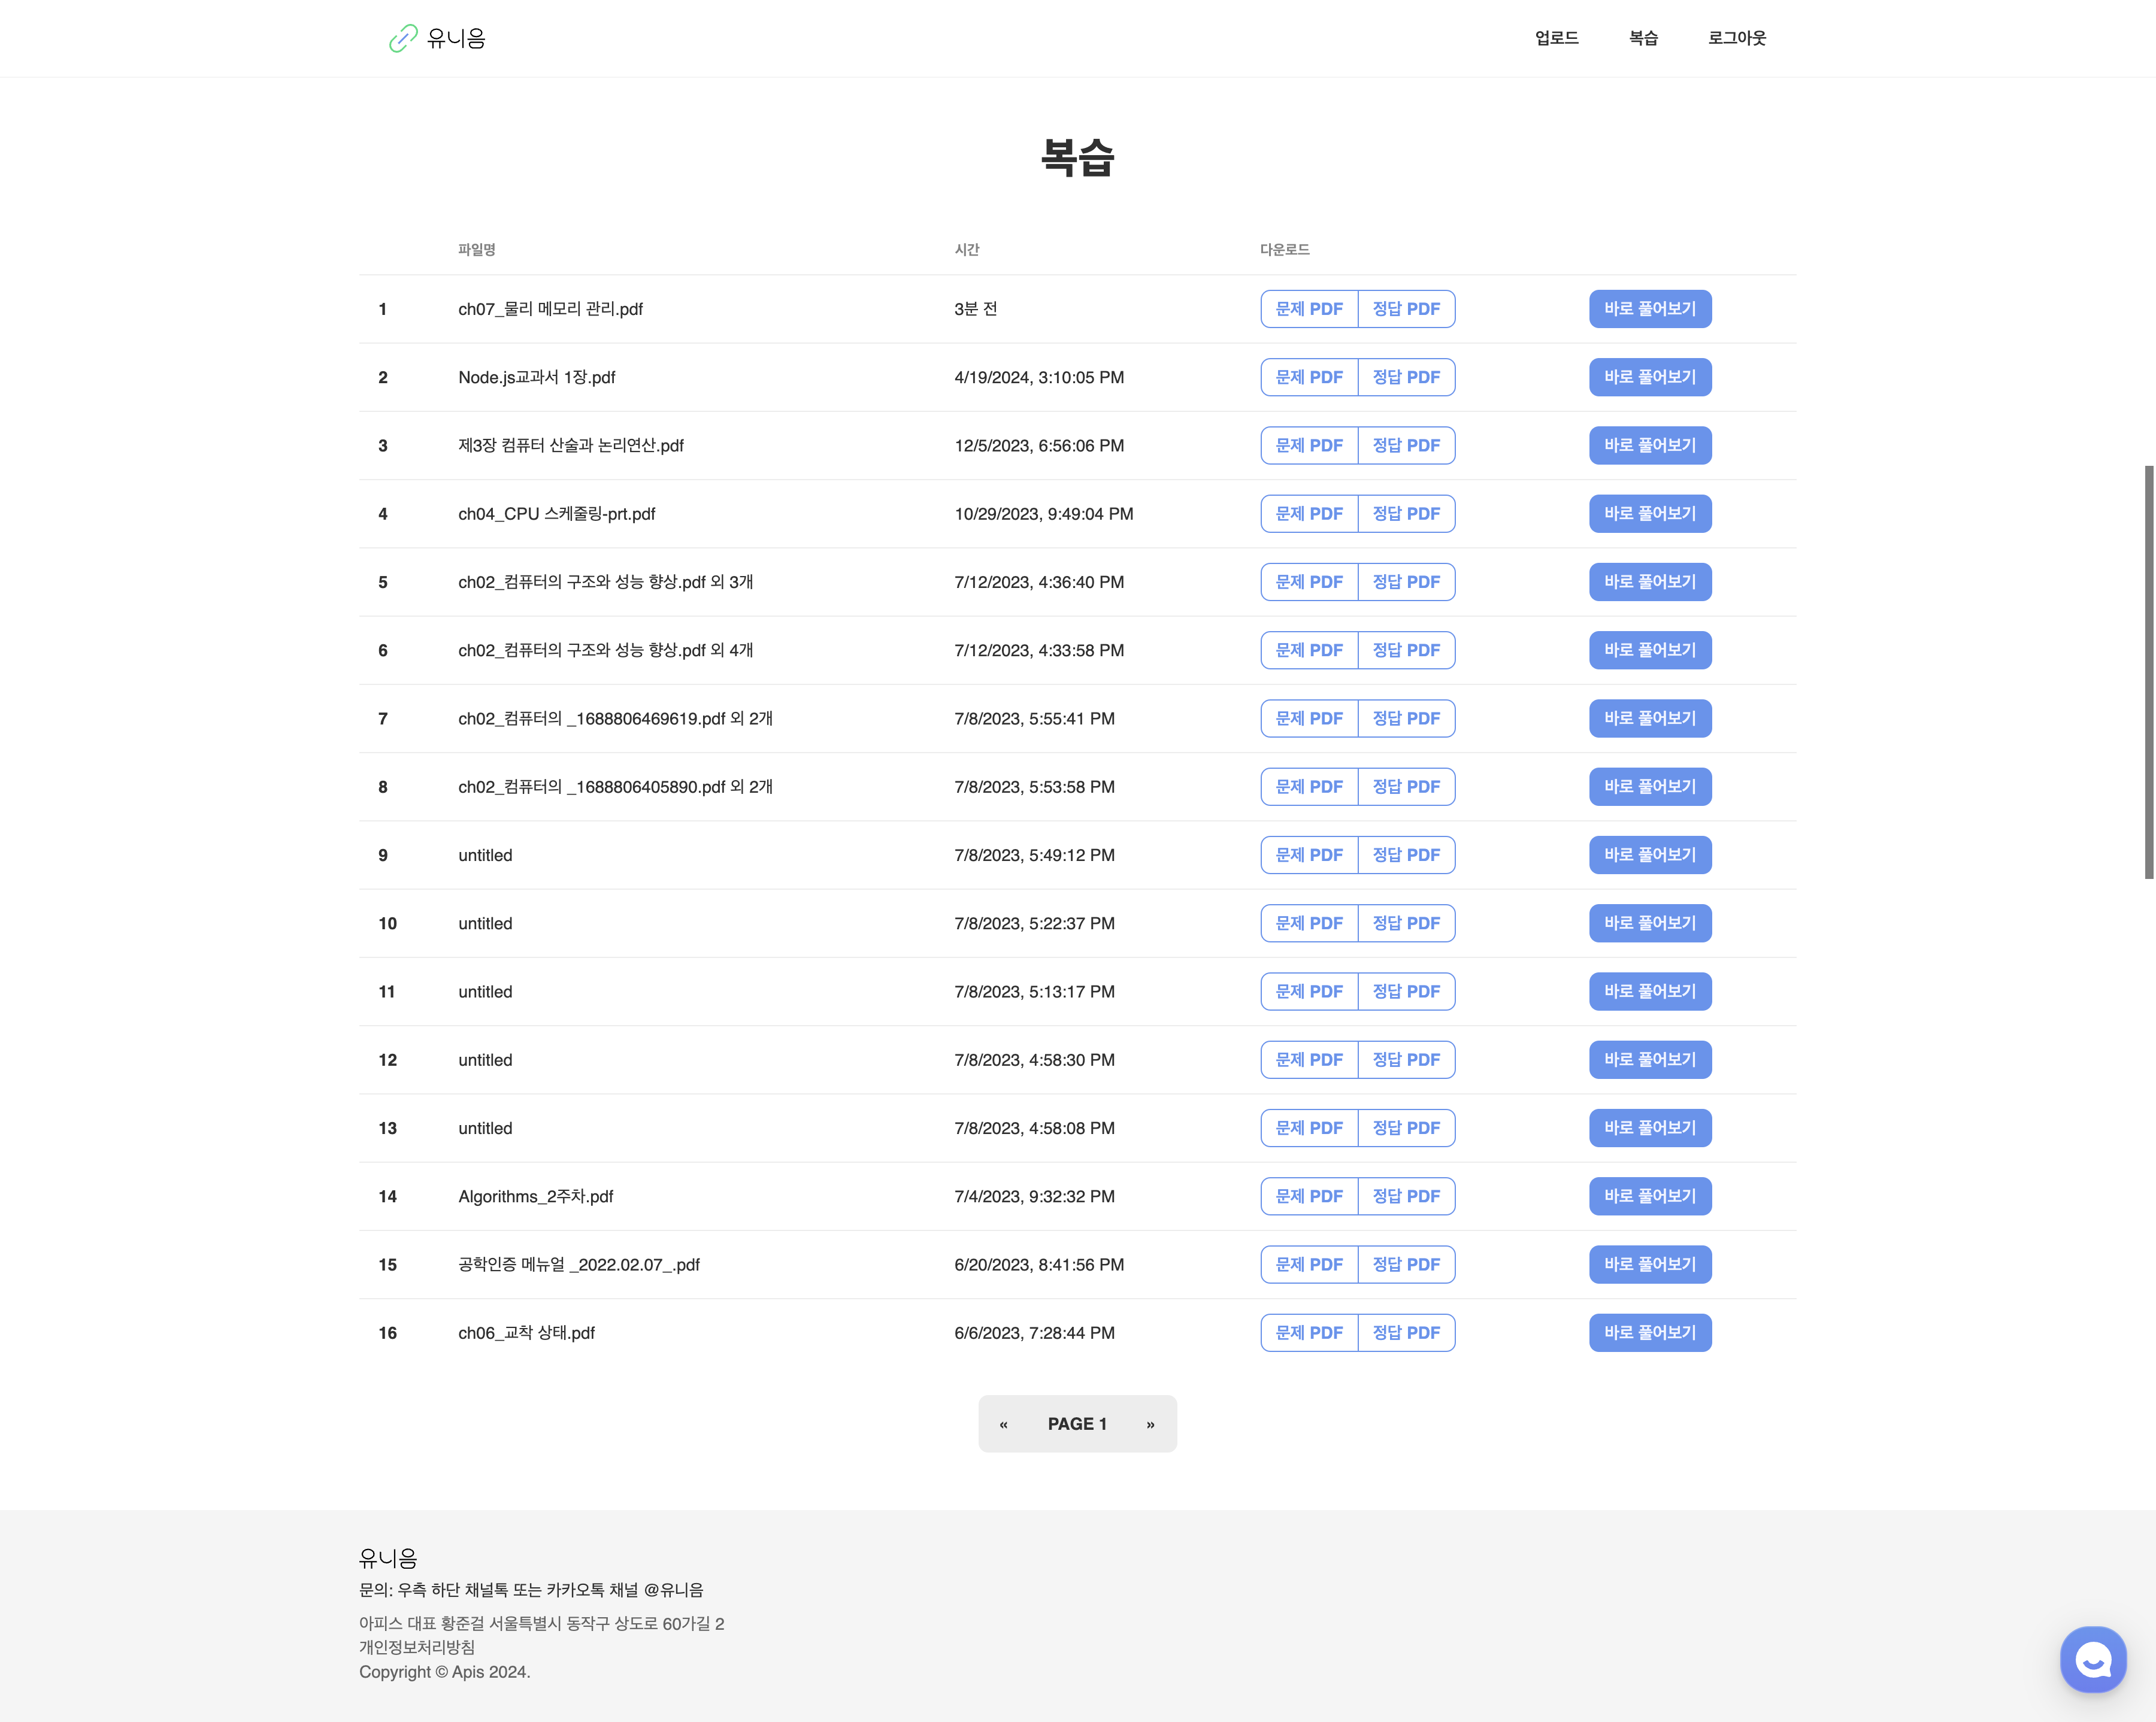 유니음
업로드 복습 로그아웃
복습
파일명 시간 다운로드
1 ch07_물리 메모리 관리.pdf 3분 전 문제 PDF 정답 PDF 바로 풀어보기
2 Node.js교과서 1장.pdf 4/19/2024, 3:10:05 PM 문제 PDF 정답 PDF 바로 풀어보기
3 제3장 컴퓨터 산술과 논리연산.pdf 12/5/2023, 6:56:06 PM 문제 PDF 정답 PDF 바로 풀어보기
4 ch04_CPU 스케줄링-prt.pdf 10/29/2023, 9:49:04 PM 문제 PDF 정답 PDF 바로 풀어보기
5 ch02_컴퓨터의 구조와 성능 향상.pdf 외 3개 7/12/2023, 4:36:40 PM 문제 PDF 정답 PDF 바로 풀어보기
6 ch02_컴퓨터의 구조와 성능 향상.pdf 외 4개 7/12/2023, 4:33:58 PM 문제 PDF 정답 PDF 바로 풀어보기
7 ch02_컴퓨터의 _1688806469619.pdf 외 2개 7/8/2023, 5:55:41 PM 문제 PDF 정답 PDF 바로 풀어보기
8 ch02_컴퓨터의 _1688806405890.pdf 외 2개 7/8/2023, 5:53:58 PM 문제 PDF 정답 PDF 바로 풀어보기
9 untitled 7/8/2023, 5:49:12 PM 문제 PDF 정답 PDF 바로 풀어보기
10 untitled 7/8/2023, 5:22:37 PM 문제 PDF 정답 PDF 바로 풀어보기
11 untitled 7/8/2023, 5:13:17 PM 문제 PDF 정답 PDF 바로 풀어보기
12 untitled 7/8/2023, 4:58:30 PM 문제 PDF 정답 PDF 바로 풀어보기
13 untitled 7/8/2023, 4:58:08 PM 문제 PDF 정답 PDF 바로 풀어보기
14 Algorithms_2주차.pdf 7/4/2023, 9:32:32 PM 문제 PDF 정답 PDF 바로 풀어보기
15 공학인증 메뉴얼 _2022.02.07_.pdf 6/20/2023, 8:41:56 PM 문제 PDF 정답 PDF 바로 풀어보기
16 ch06_교착 상태.pdf 6/6/2023, 7:28:44 PM 문제 PDF 정답 PDF 바로 풀어보기
« PAGE 1 »
유니음
문의: 우측 하단 채널톡 또는 카카오톡 채널 @유니음
아피스 대표 황준걸 서울특별시 동작구 상도로 60가길 2
개인정보처리방침
Copyright © Apis 2024.